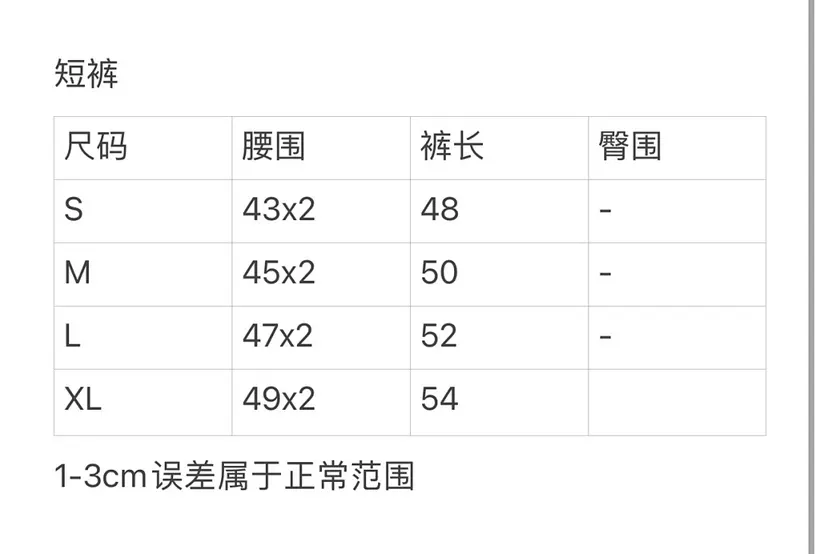 短裤
尺码 腰围 裤长 臀围
S 43x2 48 -
M 45x2 50 -
L 47x2 52 -
XL 49x2 54
1-3cm误差属于正常范围